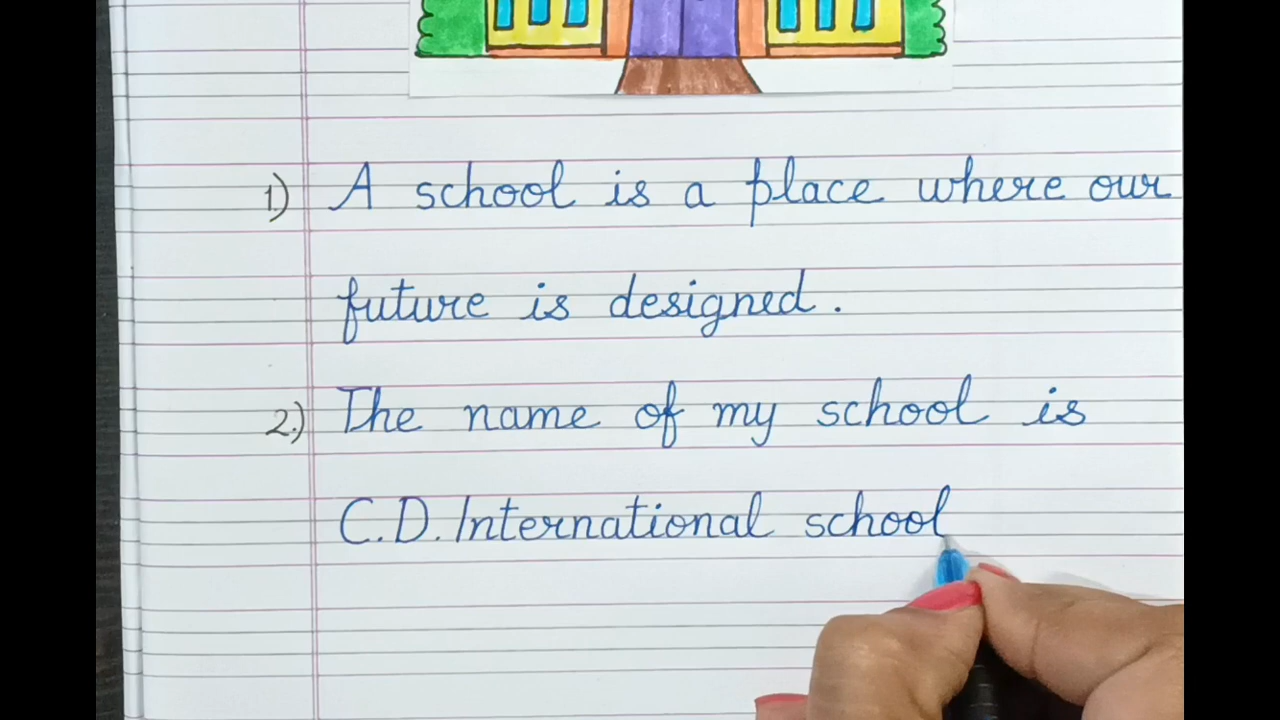 1) A school is a place where our
future is designed.
2.) The name of my school is
C.D. International school